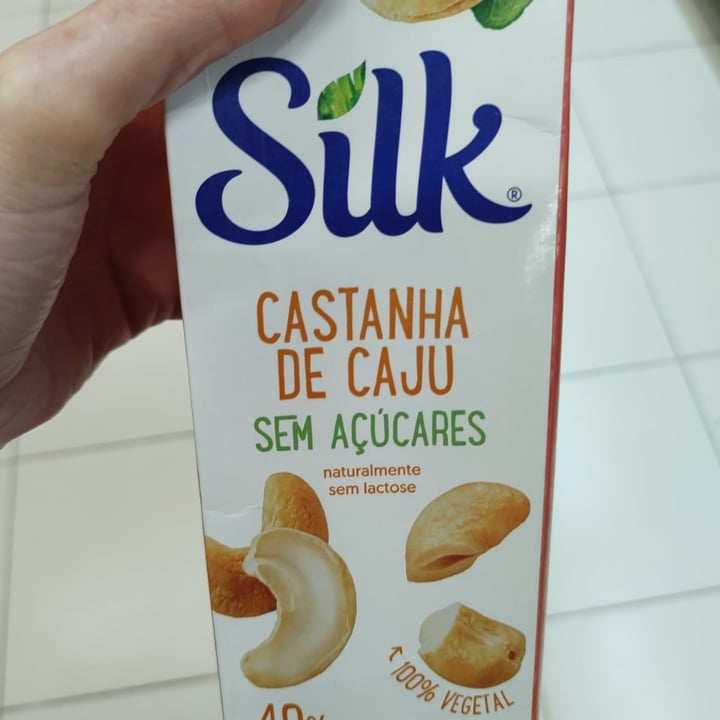 Silk®
CASTANHA
DE CAJU
SEM AÇÚCARES
naturalmente
sem lactose
↑ 100% VEGETAL